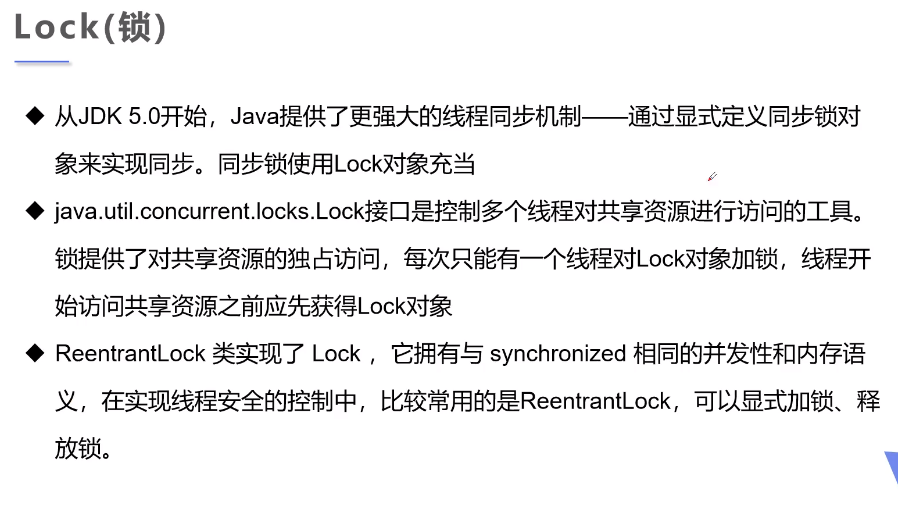 Lock(锁)
◆ 从JDK 5.0开始，Java提供了更强大的线程同步机制——通过显式定义同步锁对
象来实现同步。同步锁使用Lock对象充当
◆ java.util.concurrent.locks.Lock接口是控制多个线程对共享资源进行访问的工具。
锁提供了对共享资源的独占访问，每次只能有一个线程对Lock对象加锁，线程开
始访问共享资源之前应先获得Lock对象
◆ ReentrantLock 类实现了 Lock ，它拥有与 synchronized 相同的并发性和内存语
义，在实现线程安全的控制中，比较常用的是ReentrantLock，可以显式加锁、释
放锁。